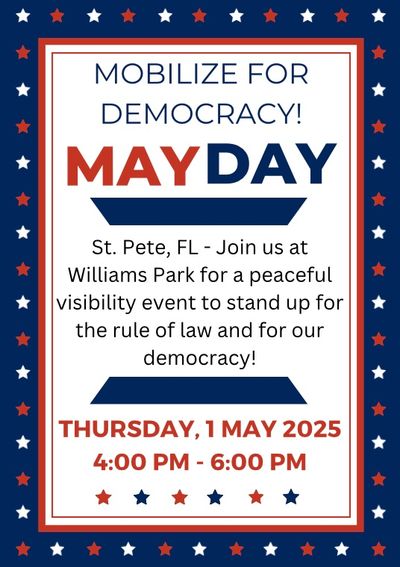 MOBILIZE FOR
DEMOCRACY!
MAYDAY
St. Pete, FL - Join us at
Williams Park for a peaceful
visibility event to stand up for
the rule of law and for our
democracy!
THURSDAY, 1 MAY 2025
4:00 PM - 6:00 PM